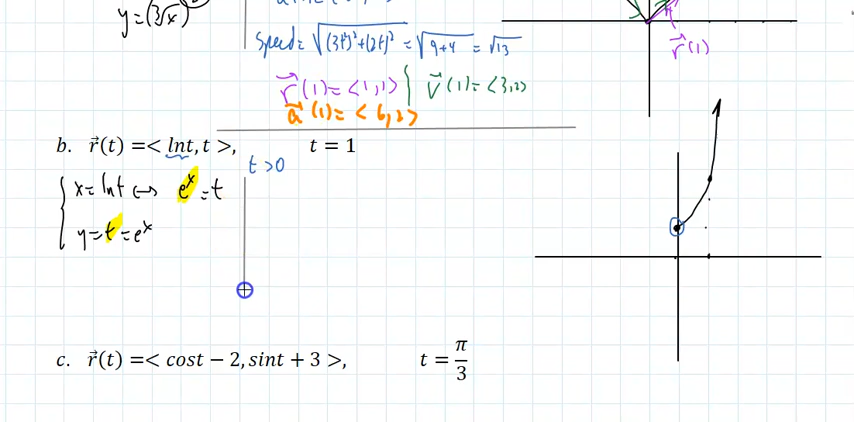 y=(∛x)
speed=√(3t²)²+(2t)² = √9+4 = √13
r⃗(1)=<1,1> v⃗(1)=<3,2>
a⃗(1)=<6,2>
r⃗(1)
b. r⃗(t) =< lnt, t >, t = 1
t>0
x=lnt ↔ eˣ=t
y=t=eˣ
c. r⃗(t) =< cost − 2, sint + 3 >, t = π/3